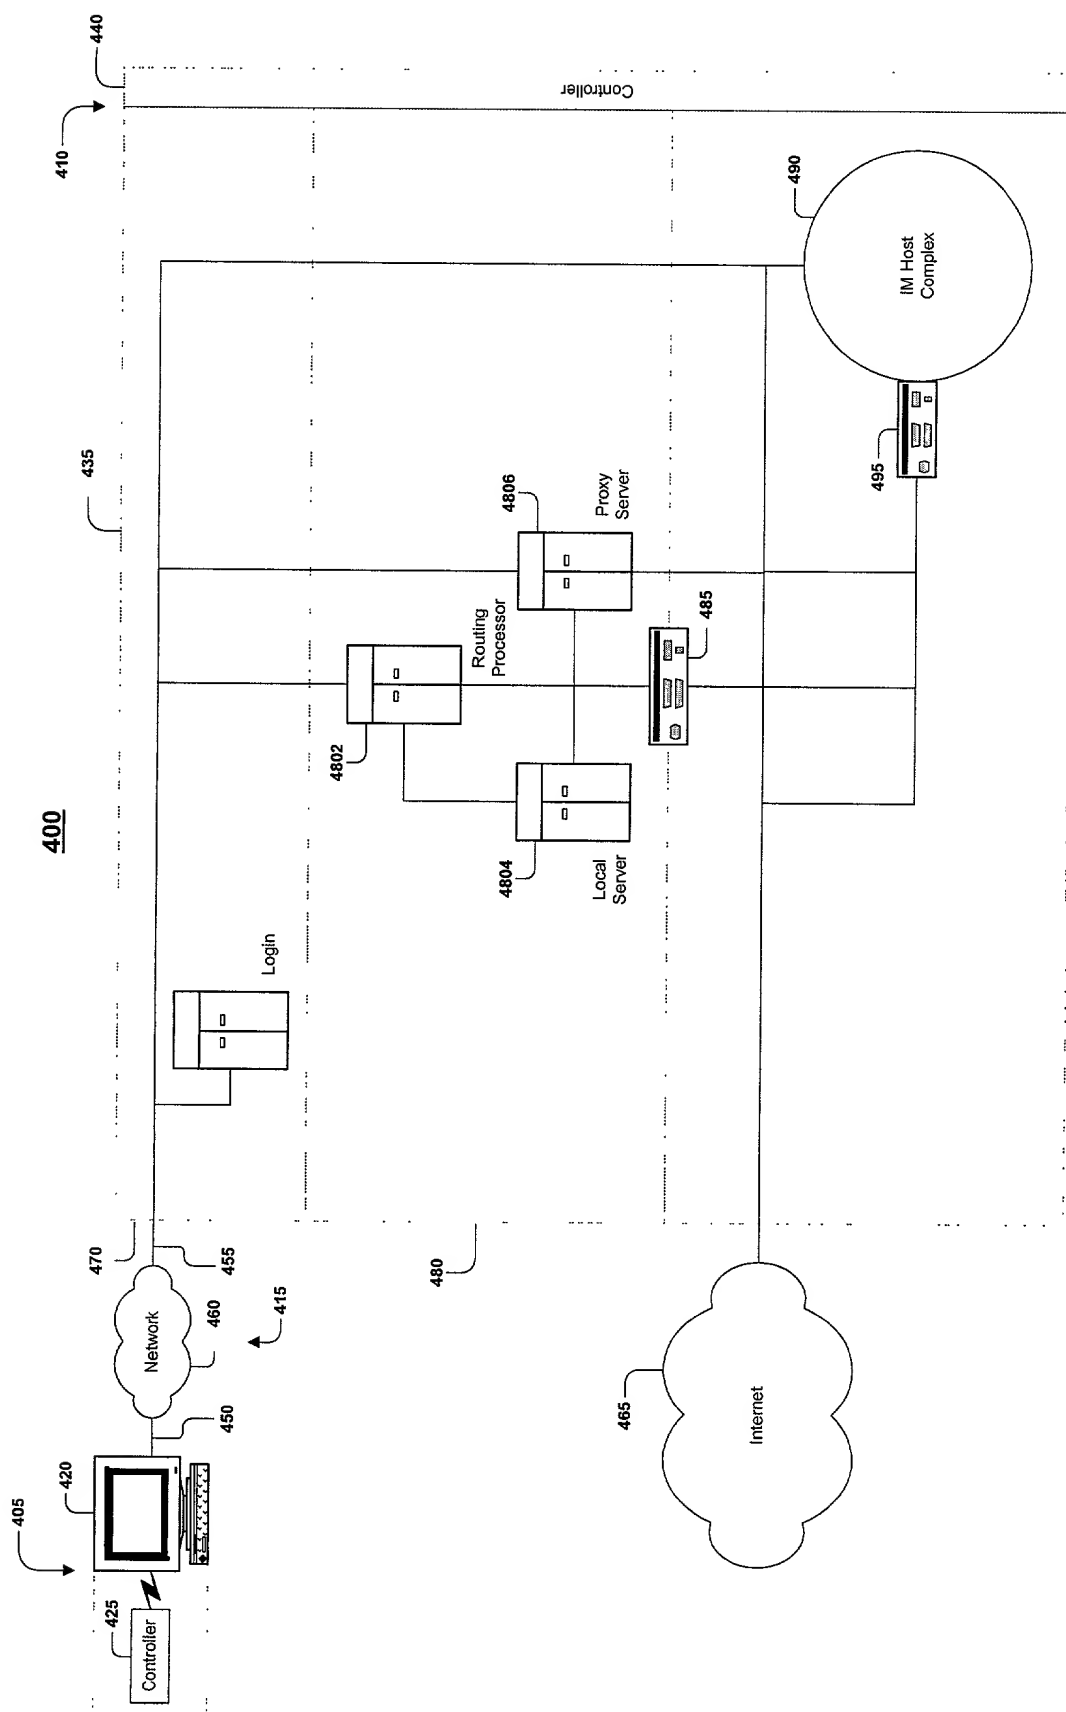 400
405
420
425
Controller
450
Network
460
415
455
470
Login
435
410
440
Controller
480
4802
Routing
Processor
4804
Local
Server
4806
Proxy
Server
485
465
Internet
490
IM Host
Complex
495